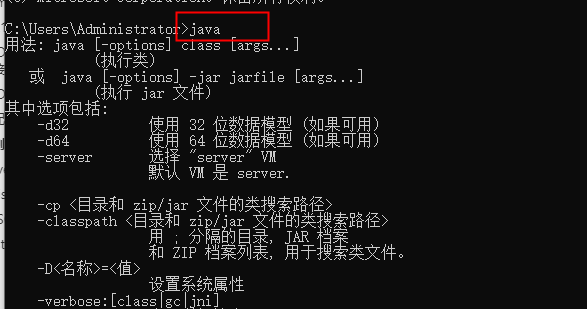 C:\Users\Administrator>java
用法: java [-options] class [args...]
(执行类)
或 java [-options] -jar jarfile [args...]
(执行 jar 文件)
其中选项包括:
-d32 使用 32 位数据模型 (如果可用)
-d64 使用 64 位数据模型 (如果可用)
-server 选择 "server" VM
默认 VM 是 server.
-cp <目录和 zip/jar 文件的类搜索路径>
-classpath <目录和 zip/jar 文件的类搜索路径>
用 ; 分隔的目录, JAR 档案
和 ZIP 档案列表, 用于搜索类文件。
-D<名称>=<值>
设置系统属性
-verbose:[class|gc|jni]